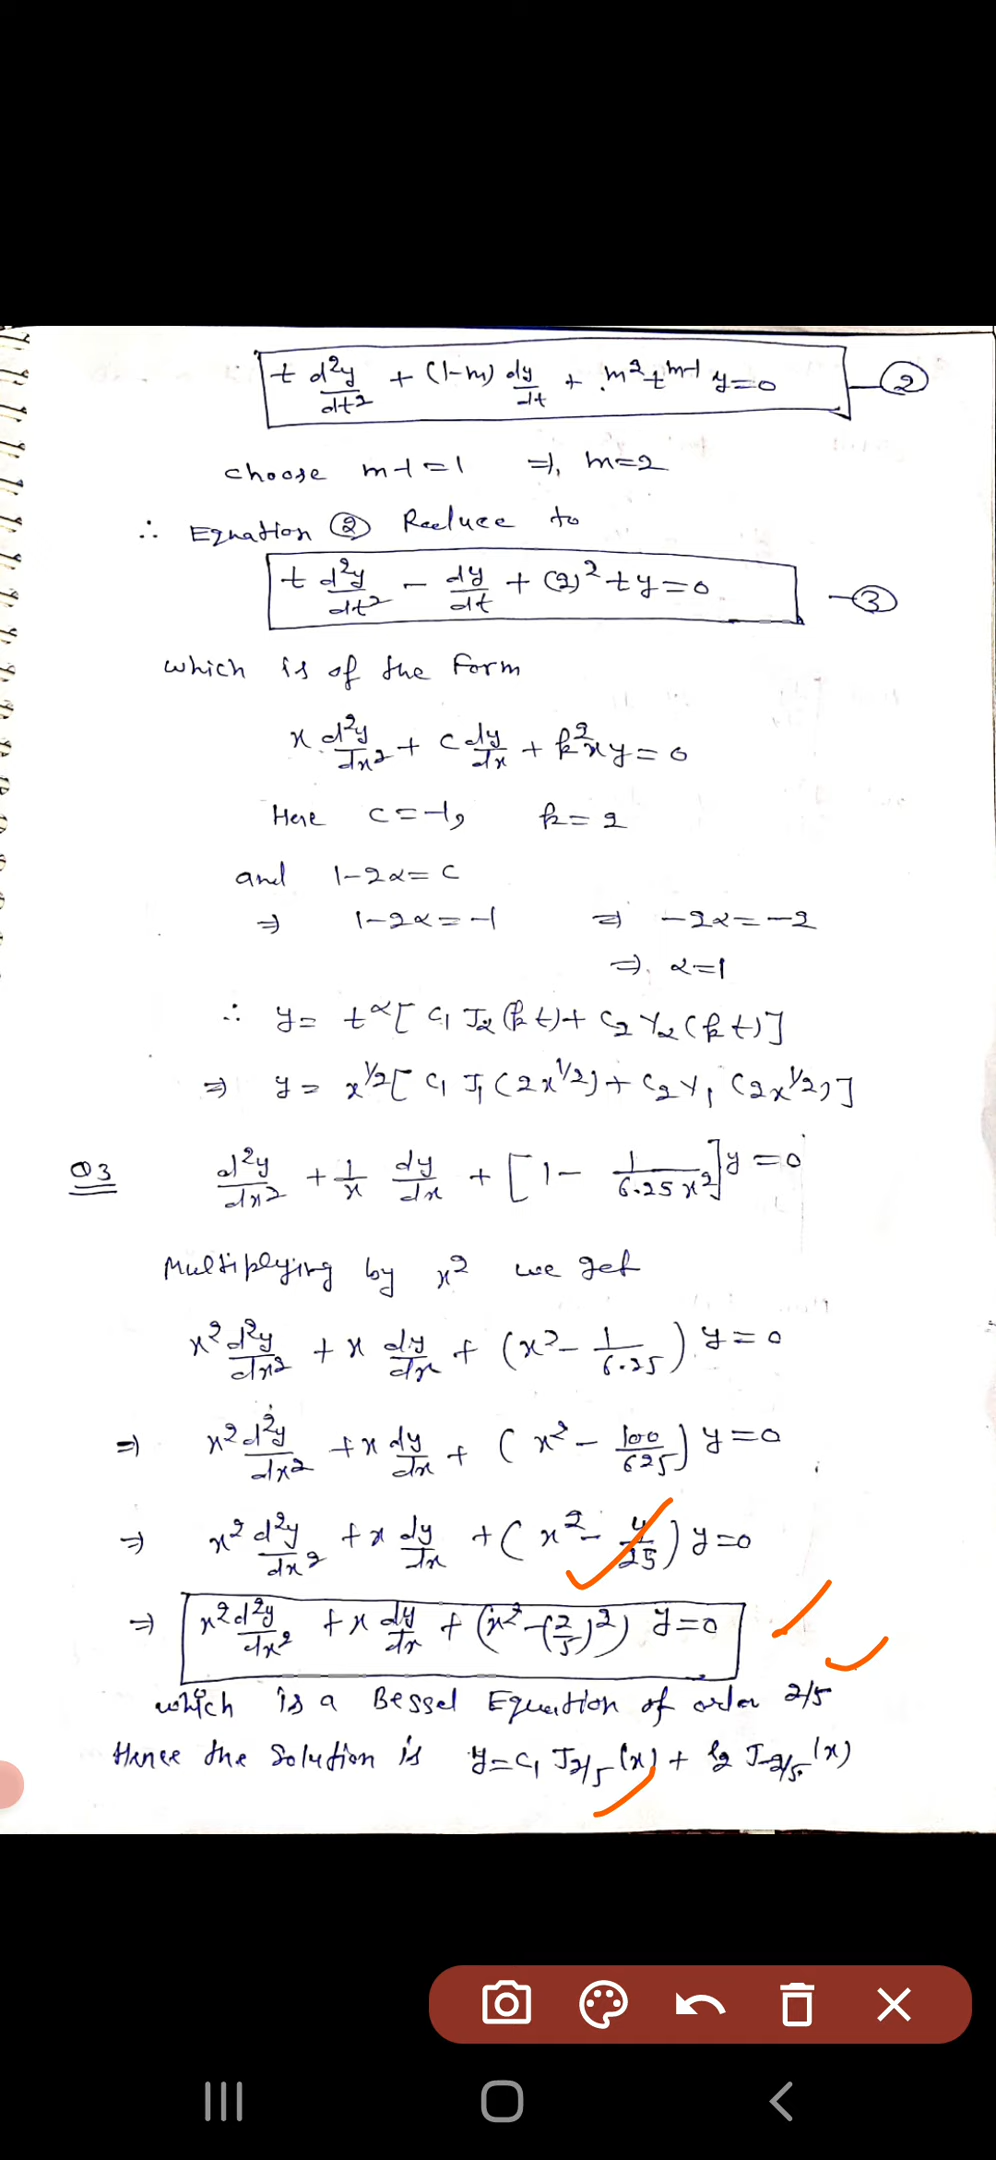 t d²y/dt² + (1-m) dy/dt + m² t^(m-1) y=0 —②
choose m-1=1 ⇒, m=2
∴ Equation ② Reduce to
t d²y/dt² - dy/dt + (2)² t y=0 —③
which is of the form
x d²y/dx² + c dy/dx + k²xy=0
Here c=-1, k=2
and 1-2α=c
⇒ 1-2α=-1 ⇒ -2α=-2
⇒. α=1
∴ y= t^α[ c₁ J_α(kt)+ c₂ Y_α(kt)]
⇒ y= x^(1/2)[ c₁ J₁(2x^(1/2))+ c₂ Y₁(2x^(1/2))]
Q3 d²y/dx² + 1/x dy/dx + [1- 1/(6.25x²)]y=0
Multiplying by x² we get
x² d²y/dx² + x dy/dx + (x²- 1/6.25) y=0
⇒ x² d²y/dx² +x dy/dx + (x² - 100/625) y=0
⇒ x² d²y/dx² +x dy/dx +(x² - 4/25) y=0
⇒ x² d²y/dx² + x dy/dx + (x²-(2/5)²) y=0
which is a Bessel Equation of order 2/5
Hence the Solution is y=c₁ J_2/5(x) + c₂ J_-2/5(x)